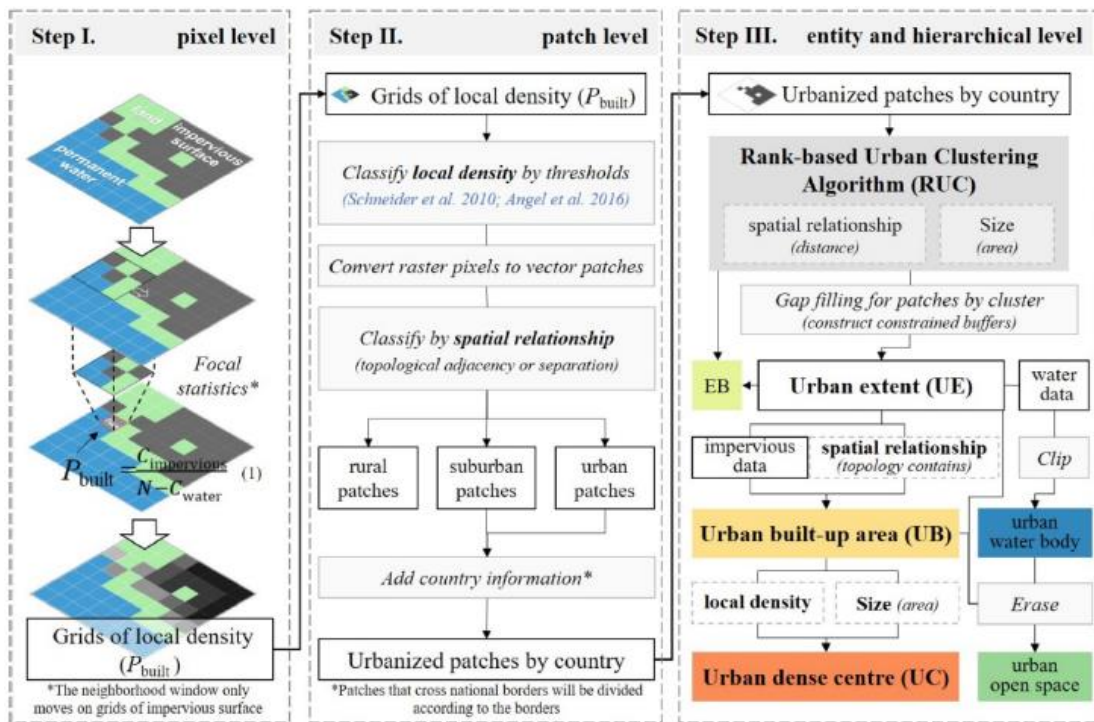 Step I. pixel level
land
impervious
surface
permanent
water
Focal
statistics*
P_built = C_impervious / N−C_water (1)
Grids of local density
(P_built)
*The neighborhood window only
moves on grids of impervious surface
Step II. patch level
Grids of local density (P_built)
Classify local density by thresholds
(Schneider et al. 2010; Angel et al. 2016)
Convert raster pixels to vector patches
Classify by spatial relationship
(topological adjacency or separation)
rural
patches
suburban
patches
urban
patches
Add country information*
Urbanized patches by country
*Patches that cross national borders will be divided
according to the borders
Step III. entity and hierarchical level
Urbanized patches by country
Rank-based Urban Clustering
Algorithm (RUC)
spatial relationship
(distance)
Size
(area)
Gap filling for patches by cluster
(construct constrained buffers)
EB
Urban extent (UE)
water
data
impervious
data
spatial relationship
(topology contains)
Clip
Urban built-up area (UB)
urban
water body
local density
Size (area)
Erase
Urban dense centre (UC)
urban
open space